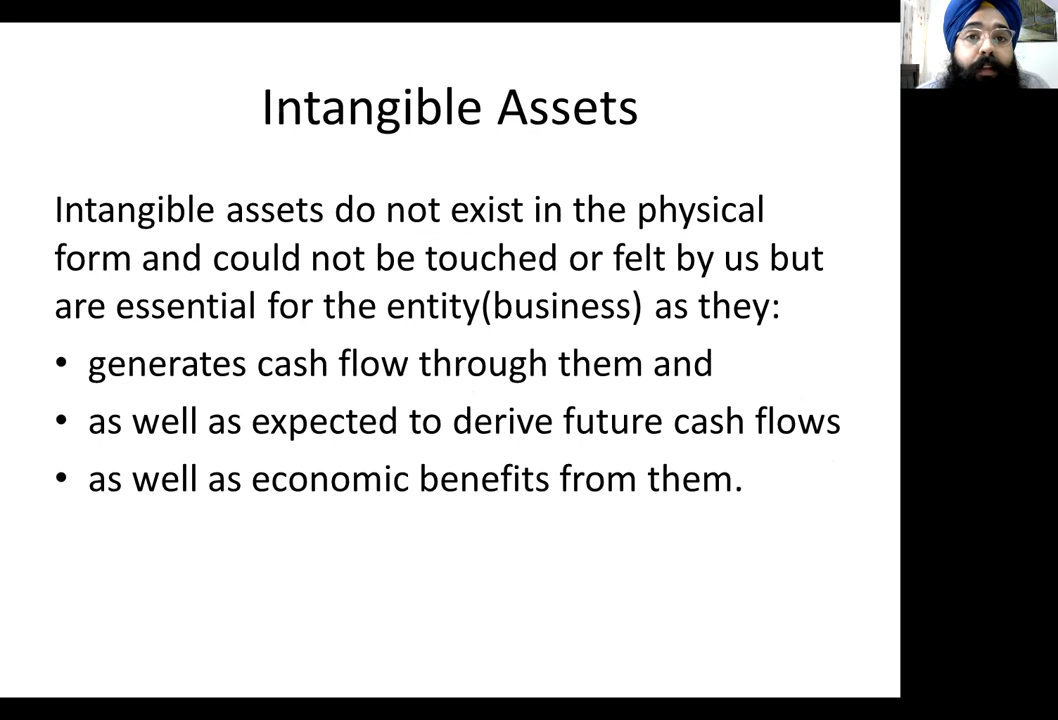 Intangible Assets
Intangible assets do not exist in the physical
form and could not be touched or felt by us but
are essential for the entity(business) as they:
• generates cash flow through them and
• as well as expected to derive future cash flows
• as well as economic benefits from them.